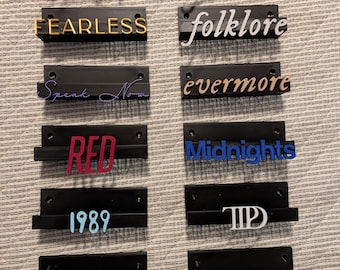 FEARLESS
folklore
Speak Now
evermore
RED
Midnights
1989
TTPD